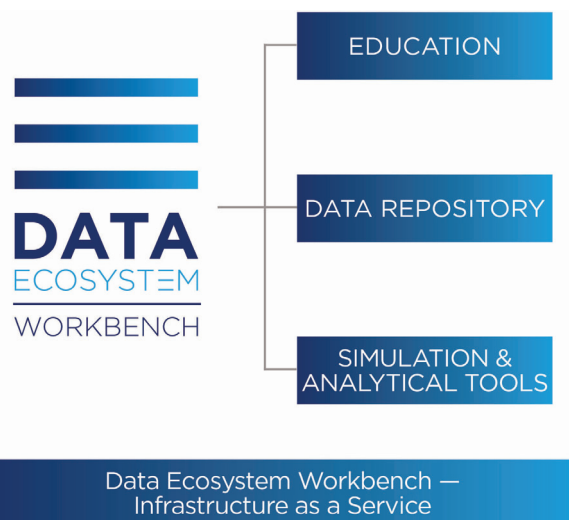 EDUCATION
DATA REPOSITORY
SIMULATION &
ANALYTICAL TOOLS
DATA
ECOSYSTEM
WORKBENCH
Data Ecosystem Workbench —
Infrastructure as a Service